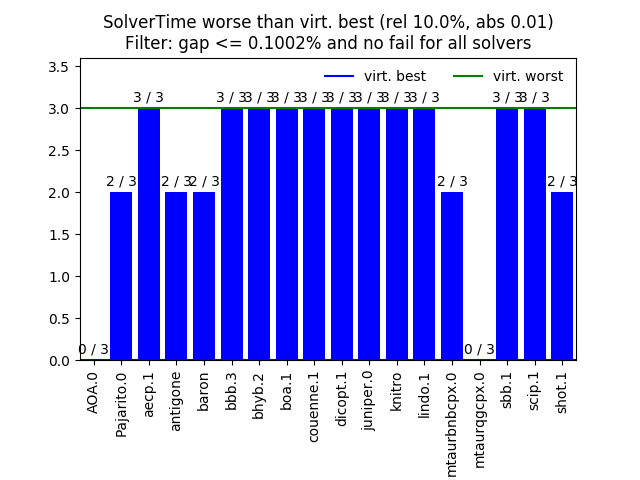 SolverTime worse than virt. best (rel 10.0%, abs 0.01)
Filter: gap <= 0.1002% and no fail for all solvers
virt. best
virt. worst
3.5
3.0
2.5
2.0
1.5
1.0
0.5
0.0
0 / 3
2 / 3
3 / 3
2 / 3
2 / 3
3 / 3
3 / 3
3 / 3
3 / 3
3 / 3
3 / 3
3 / 3
3 / 3
2 / 3
0 / 3
3 / 3
3 / 3
2 / 3
AOA.0
Pajarito.0
aecp.1
antigone
baron
bbb.3
bhyb.2
boa.1
couenne.1
dicopt.1
juniper.0
knitro
lindo.1
mtaurbnbcpx.0
mtaurqgcpx.0
sbb.1
scip.1
shot.1